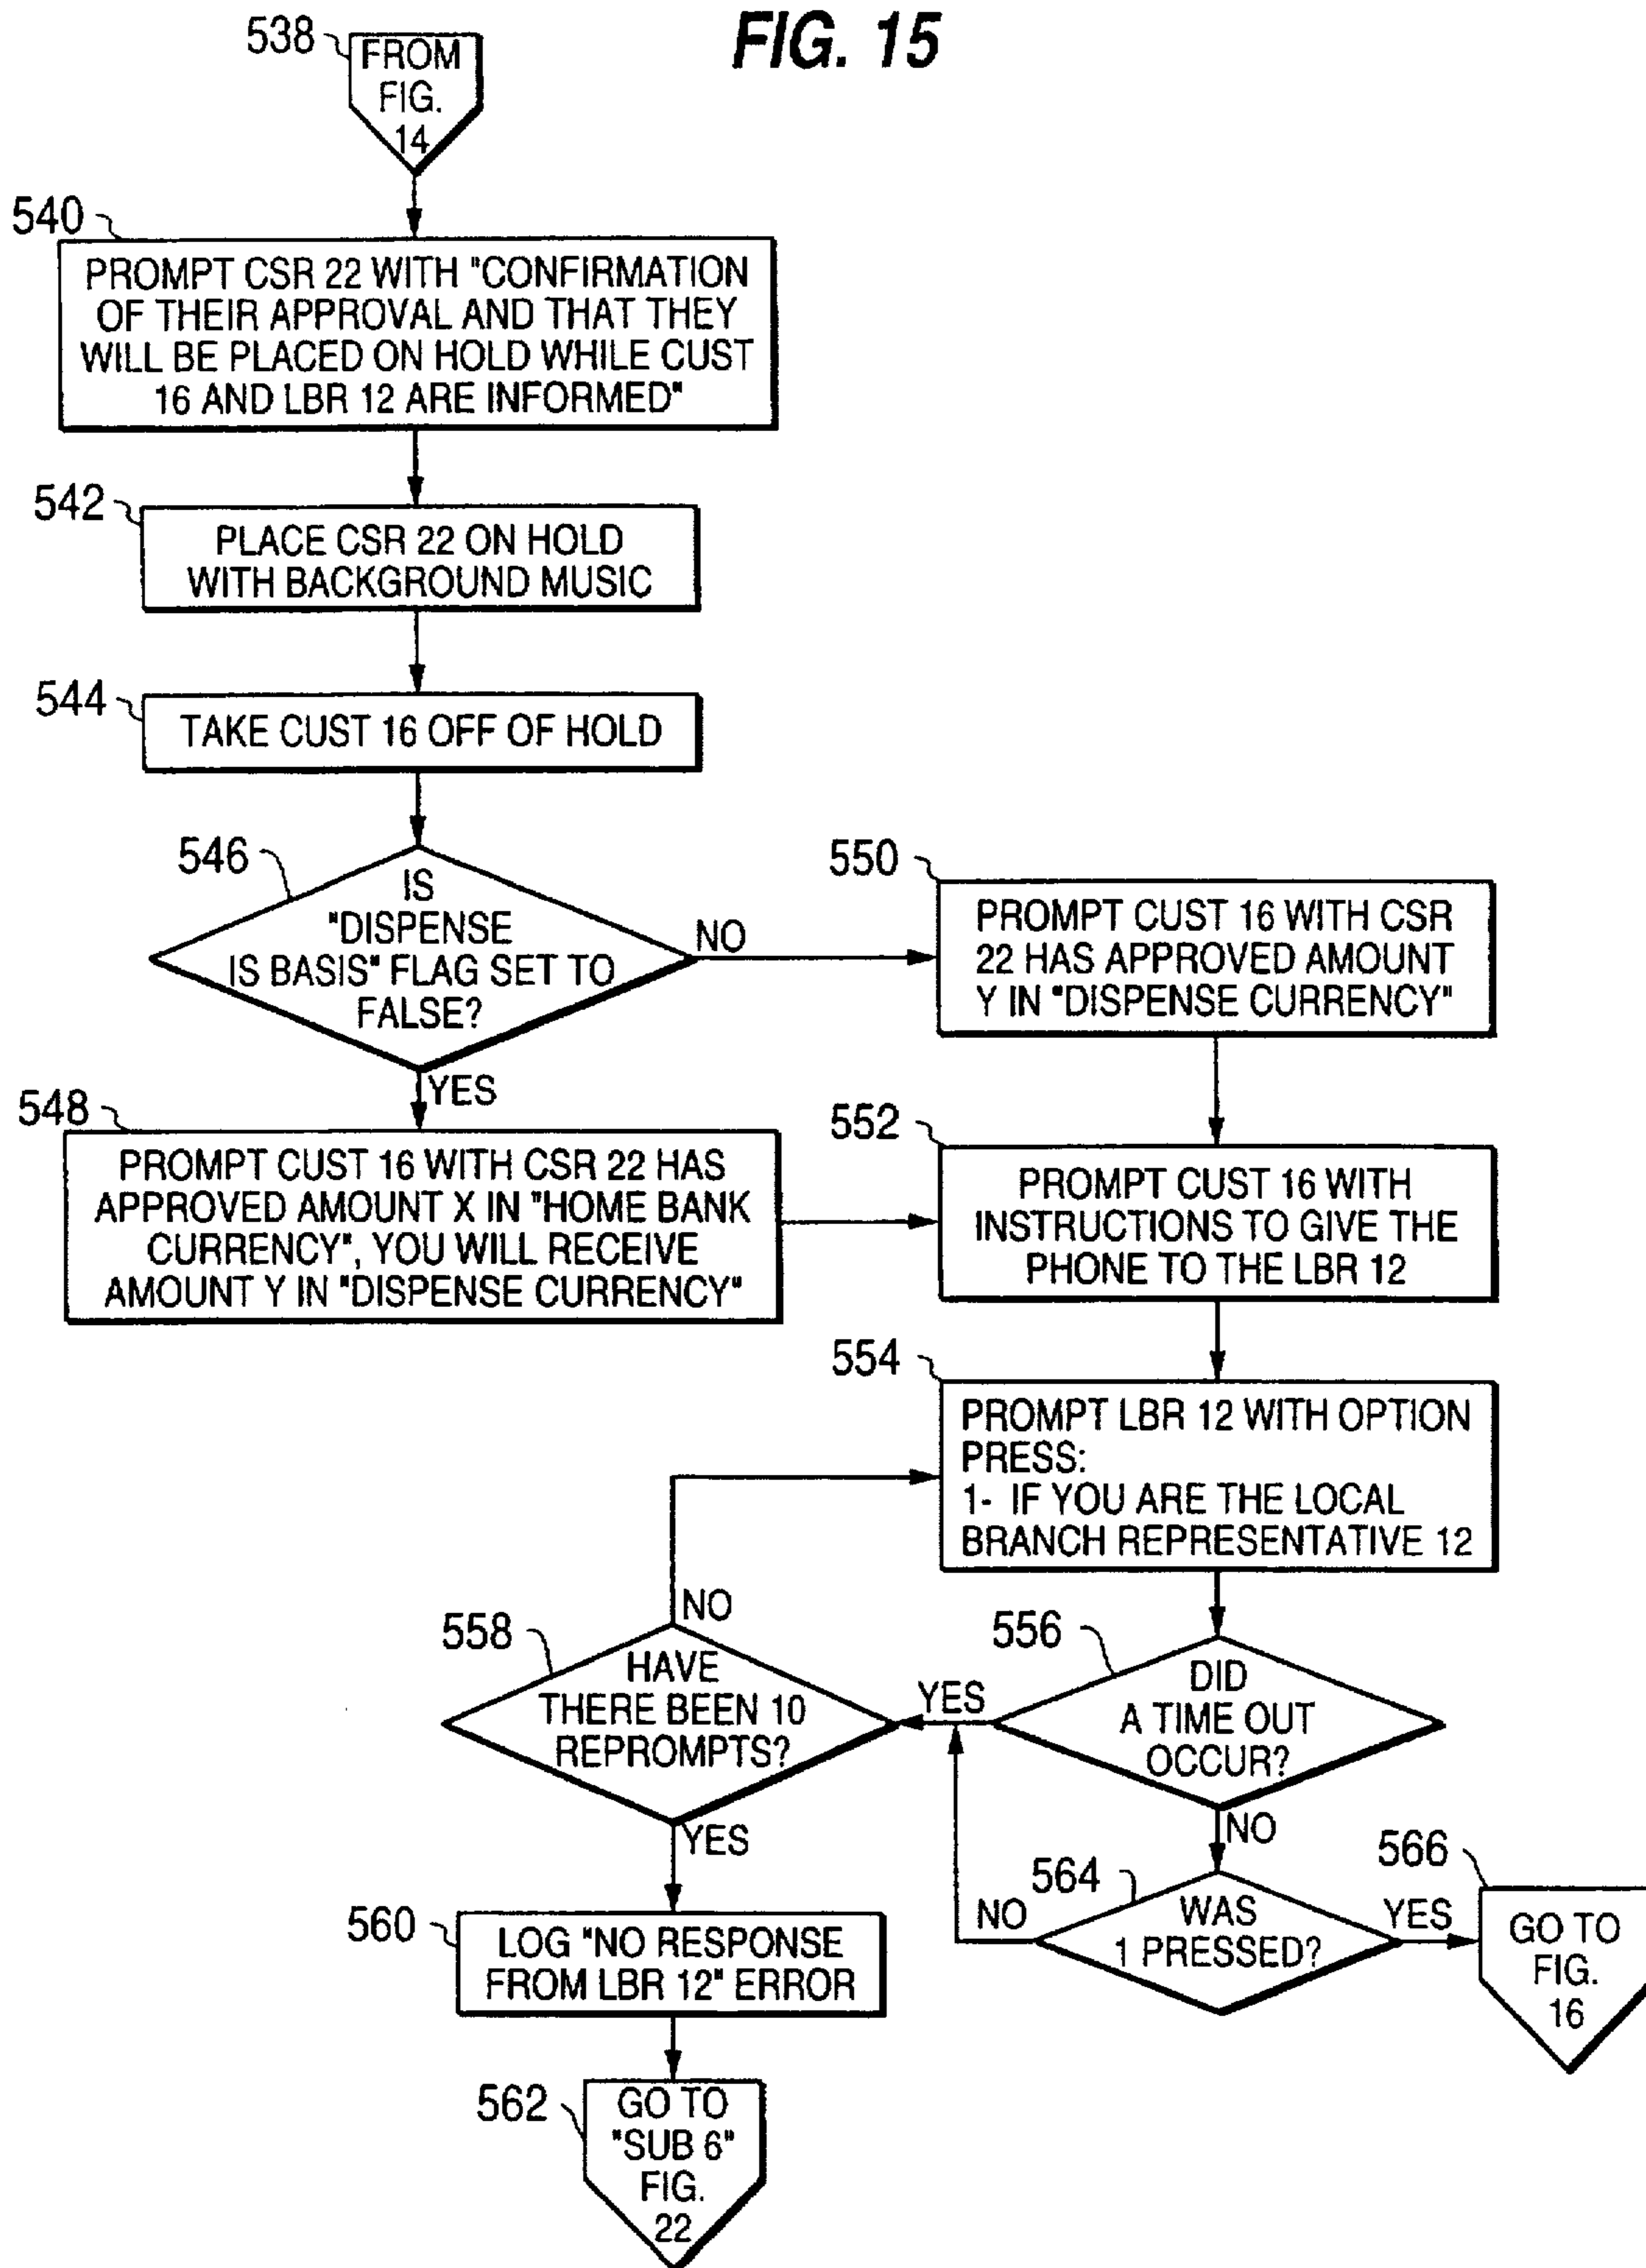 FIG. 15
538
FROM
FIG.
14
540
PROMPT CSR 22 WITH "CONFIRMATION
OF THEIR APPROVAL AND THAT THEY
WILL BE PLACED ON HOLD WHILE CUST
16 AND LBR 12 ARE INFORMED"
542
PLACE CSR 22 ON HOLD
WITH BACKGROUND MUSIC
544
TAKE CUST 16 OFF OF HOLD
546
IS
"DISPENSE
IS BASIS" FLAG SET TO
FALSE?
NO
YES
550
PROMPT CUST 16 WITH CSR
22 HAS APPROVED AMOUNT
Y IN "DISPENSE CURRENCY"
548
PROMPT CUST 16 WITH CSR 22 HAS
APPROVED AMOUNT X IN "HOME BANK
CURRENCY", YOU WILL RECEIVE
AMOUNT Y IN "DISPENSE CURRENCY"
552
PROMPT CUST 16 WITH
INSTRUCTIONS TO GIVE THE
PHONE TO THE LBR 12
554
PROMPT LBR 12 WITH OPTION
PRESS:
1- IF YOU ARE THE LOCAL
BRANCH REPRESENTATIVE 12
556
DID
A TIME OUT
OCCUR?
YES
NO
558
HAVE
THERE BEEN 10
REPROMPTS?
NO
YES
560
LOG "NO RESPONSE
FROM LBR 12" ERROR
562
GO TO
"SUB 6"
FIG.
22
564
WAS
1 PRESSED?
NO
YES
566
GO TO
FIG.
16